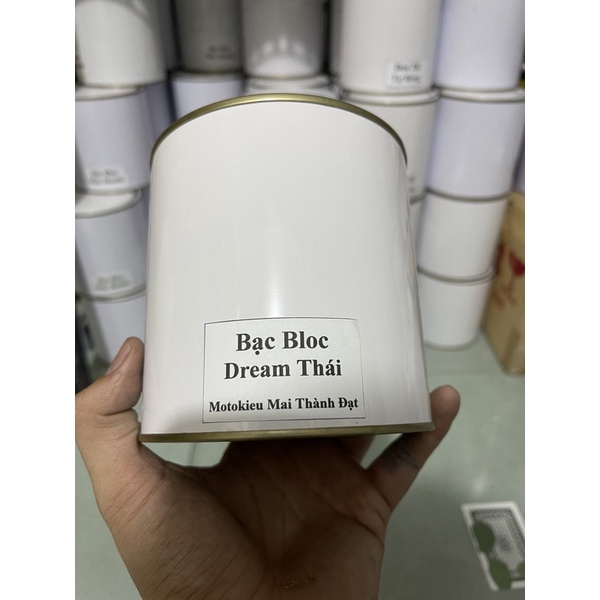 Bạc Bloc
Dream Thái
Motokieu Mai Thành Đạt